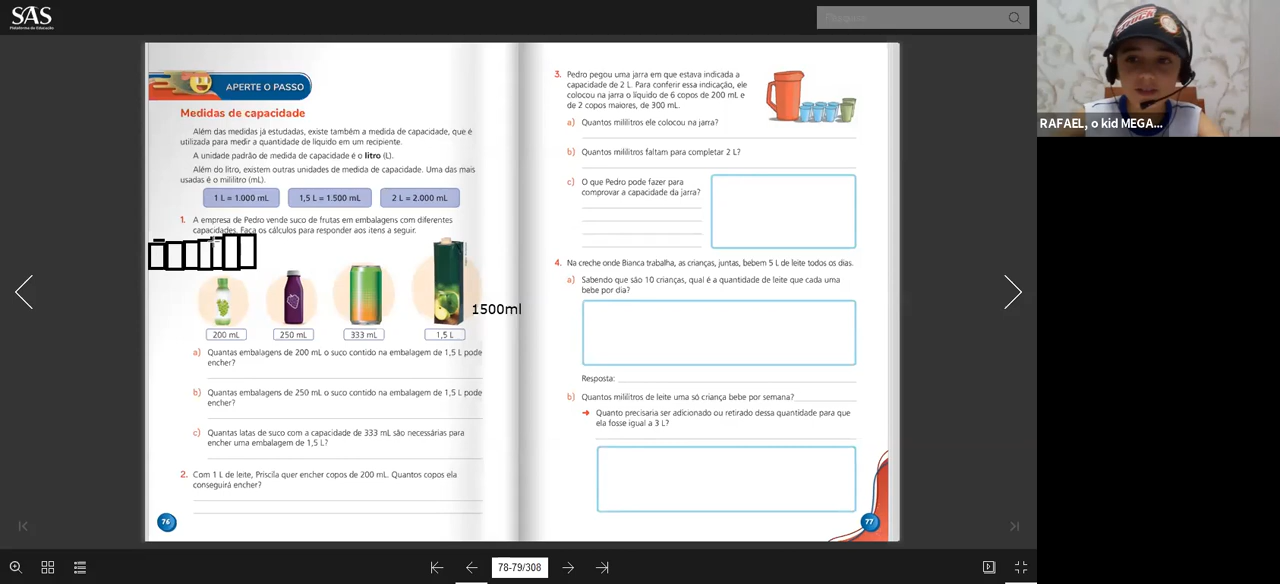 SAS
Plataforma de Educação
Pesquisar
APERTE O PASSO
Medidas de capacidade
Além das medidas já estudadas, existe também a medida de capacidade, que é
utilizada para medir a quantidade de líquido em um recipiente.
A unidade padrão de medida de capacidade é o litro (L).
Além do litro, existem outras unidades de medida de capacidade. Uma das mais
usadas é o mililitro (mL).
1 L = 1.000 mL
1,5 L = 1.500 mL
2 L = 2.000 mL
1. A empresa de Pedro vende suco de frutas em embalagens com diferentes
capacidades. Faça os cálculos para responder aos itens a seguir.
1500ml
200 mL
250 mL
333 mL
1,5 L
a) Quantas embalagens de 200 mL o suco contido na embalagem de 1,5 L pode
encher?
b) Quantas embalagens de 250 mL o suco contido na embalagem de 1,5 L pode
encher?
c) Quantas latas de suco com a capacidade de 333 mL são necessárias para
encher uma embalagem de 1,5 L?
2. Com 1 L de leite, Priscila quer encher copos de 200 mL. Quantos copos ela
conseguirá encher?
76
3. Pedro pegou uma jarra em que estava indicada a
capacidade de 2 L. Para conferir essa indicação, ele
colocou na jarra o líquido de 6 copos de 200 mL e
de 2 copos maiores, de 300 mL.
a) Quantos mililitros ele colocou na jarra?
b) Quantos mililitros faltam para completar 2 L?
c) O que Pedro pode fazer para
comprovar a capacidade da jarra?
4. Na creche onde Bianca trabalha, as crianças, juntas, bebem 5 L de leite todos os dias.
a) Sabendo que são 10 crianças, qual é a quantidade de leite que cada uma
bebe por dia?
Resposta:
b) Quantos mililitros de leite uma só criança bebe por semana?
Quanto precisaria ser adicionado ou retirado dessa quantidade para que
ela fosse igual a 3 L?
77
78-79/308
RAFAEL, o kid MEGA...